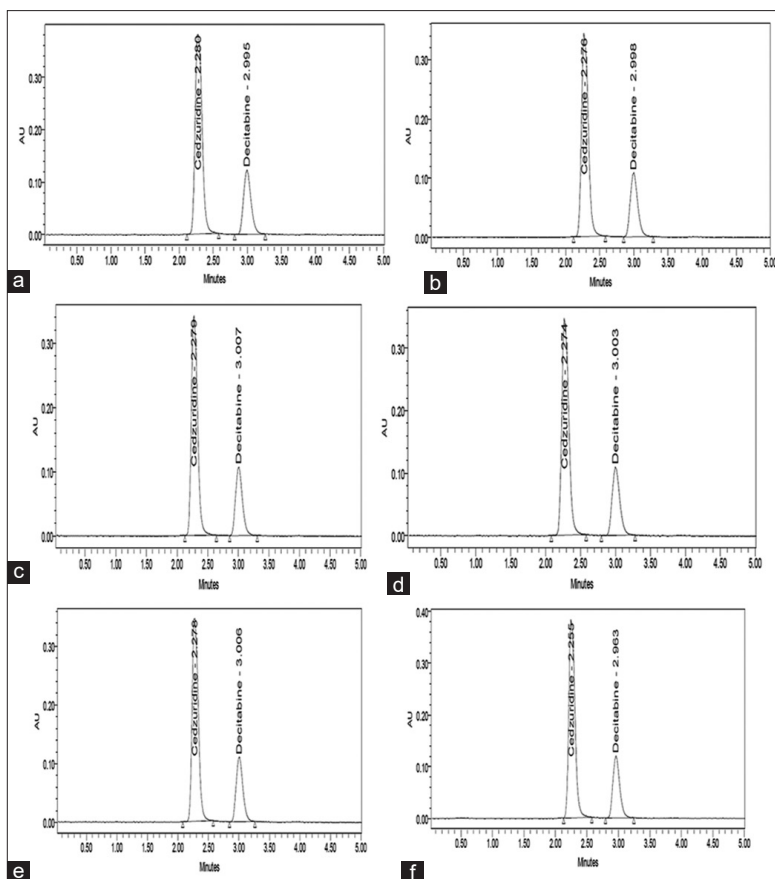 0.30
0.20
0.10
0.00
AU
Cedzuridine - 2.280
Decitabine - 2.995
0.50 1.00 1.50 2.00 2.50 3.00 3.50 4.00 4.50 5.00
Minutes
a
0.30
0.20
0.10
0.00
AU
Cedzuridine - 2.276
Decitabine - 2.998
0.50 1.00 1.50 2.00 2.50 3.00 3.50 4.00 4.50 5.00
Minutes
b
0.30
0.20
0.10
0.00
AU
Cedzuridine - 2.279
Decitabine - 3.007
0.50 1.00 1.50 2.00 2.50 3.00 3.50 4.00 4.50 5.00
Minutes
c
0.30
0.20
0.10
0.00
AU
Cedzuridine - 2.274
Decitabine - 3.003
0.50 1.00 1.50 2.00 2.50 3.00 3.50 4.00 4.50 5.00
Minutes
d
0.30
0.20
0.10
0.00
AU
Cedzuridine - 2.278
Decitabine - 3.006
0.50 1.00 1.50 2.00 2.50 3.00 3.50 4.00 4.50 5.00
Minutes
e
0.40
0.30
0.20
0.10
0.00
AU
Cedzuridine - 2.255
Decitabine - 2.963
0.50 1.00 1.50 2.00 2.50 3.00 3.50 4.00 4.50 5.00
Minutes
f